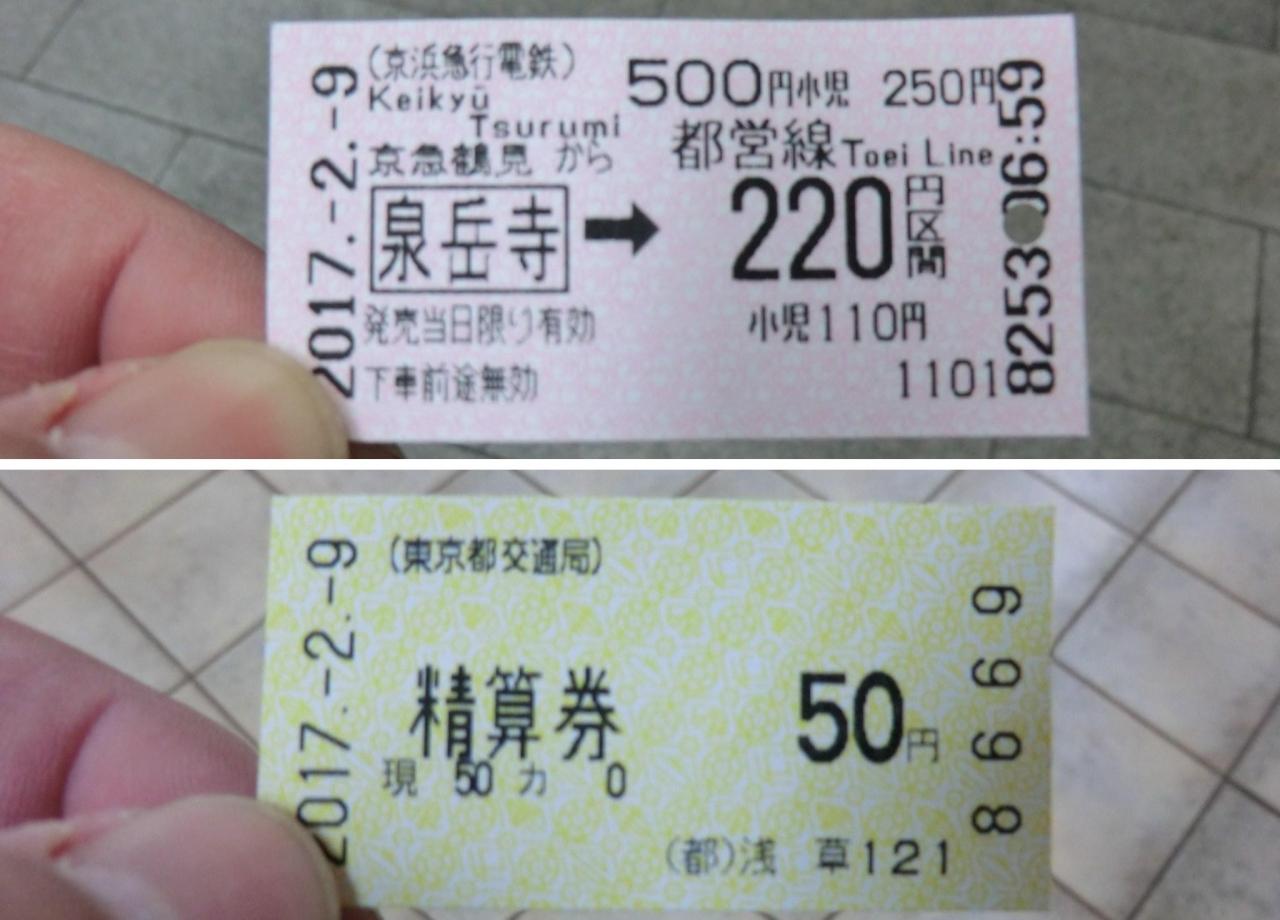 2017.-2.-9
(京浜急行電鉄)
Keikyū
Tsurumi
京急鶴見 から
泉岳寺
➡
発売当日限り有効
下車前途無効
500円小児 250円
都営線Toei Line
220円区間
小児110円
1101
8253 06:59
2017.-2.-9
(東京都交通局)
精算券 50円
現 50 カ 0
(都)浅 草121
8669